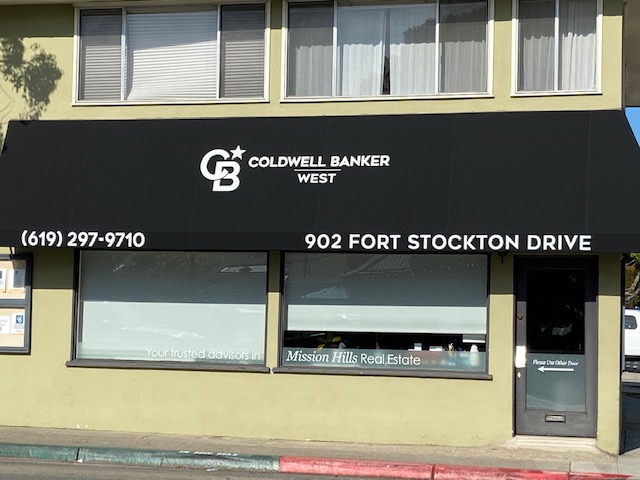 CB COLDWELL BANKER
WEST
(619) 297-9710
902 FORT STOCKTON DRIVE
Your trusted advisors in
Mission Hills Real Estate
Please Use Other Door